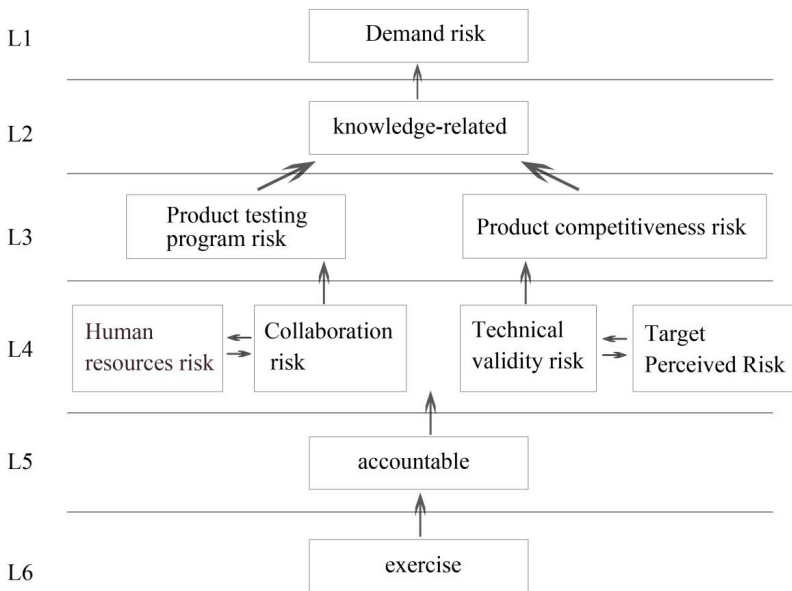 L1
Demand risk
L2
knowledge-related
L3
Product testing
program risk
Product competitiveness risk
L4
Human
resources risk
Collaboration
risk
Technical
validity risk
Target
Perceived Risk
L5
accountable
L6
exercise